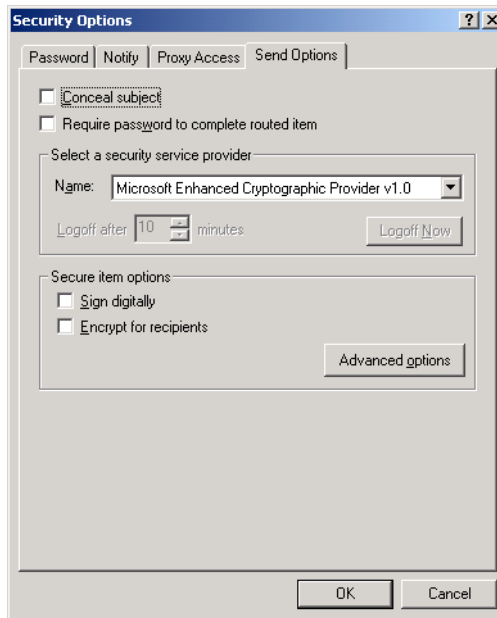 Security Options
Password Notify Proxy Access Send Options
Conceal subject
Require password to complete routed item
Select a security service provider
Name: Microsoft Enhanced Cryptographic Provider v1.0
Logoff after 10 minutes Logoff Now
Secure item options
Sign digitally
Encrypt for recipients
Advanced options
OK Cancel